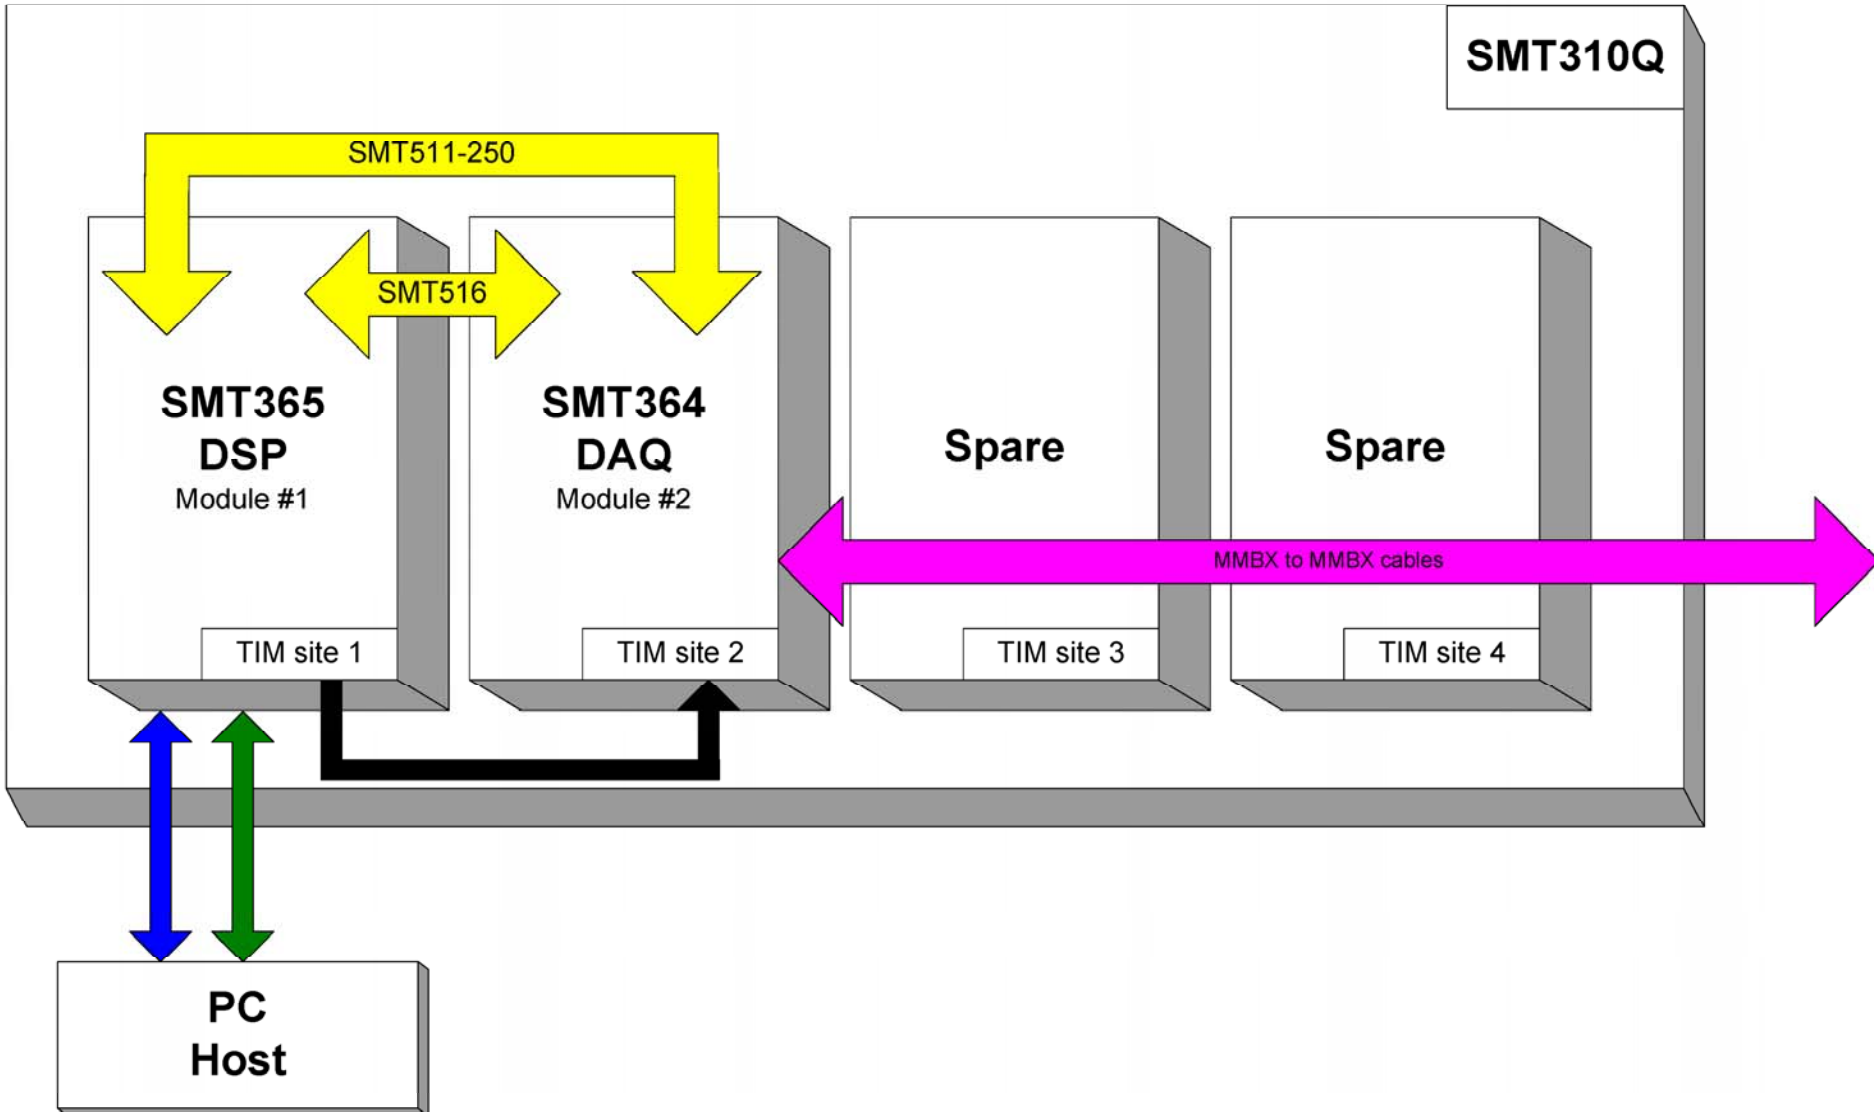 SMT310Q
SMT511-250
SMT516
SMT365
DSP
Module #1
SMT364
DAQ
Module #2
Spare
Spare
MMBX to MMBX cables
TIM site 1
TIM site 2
TIM site 3
TIM site 4
PC
Host